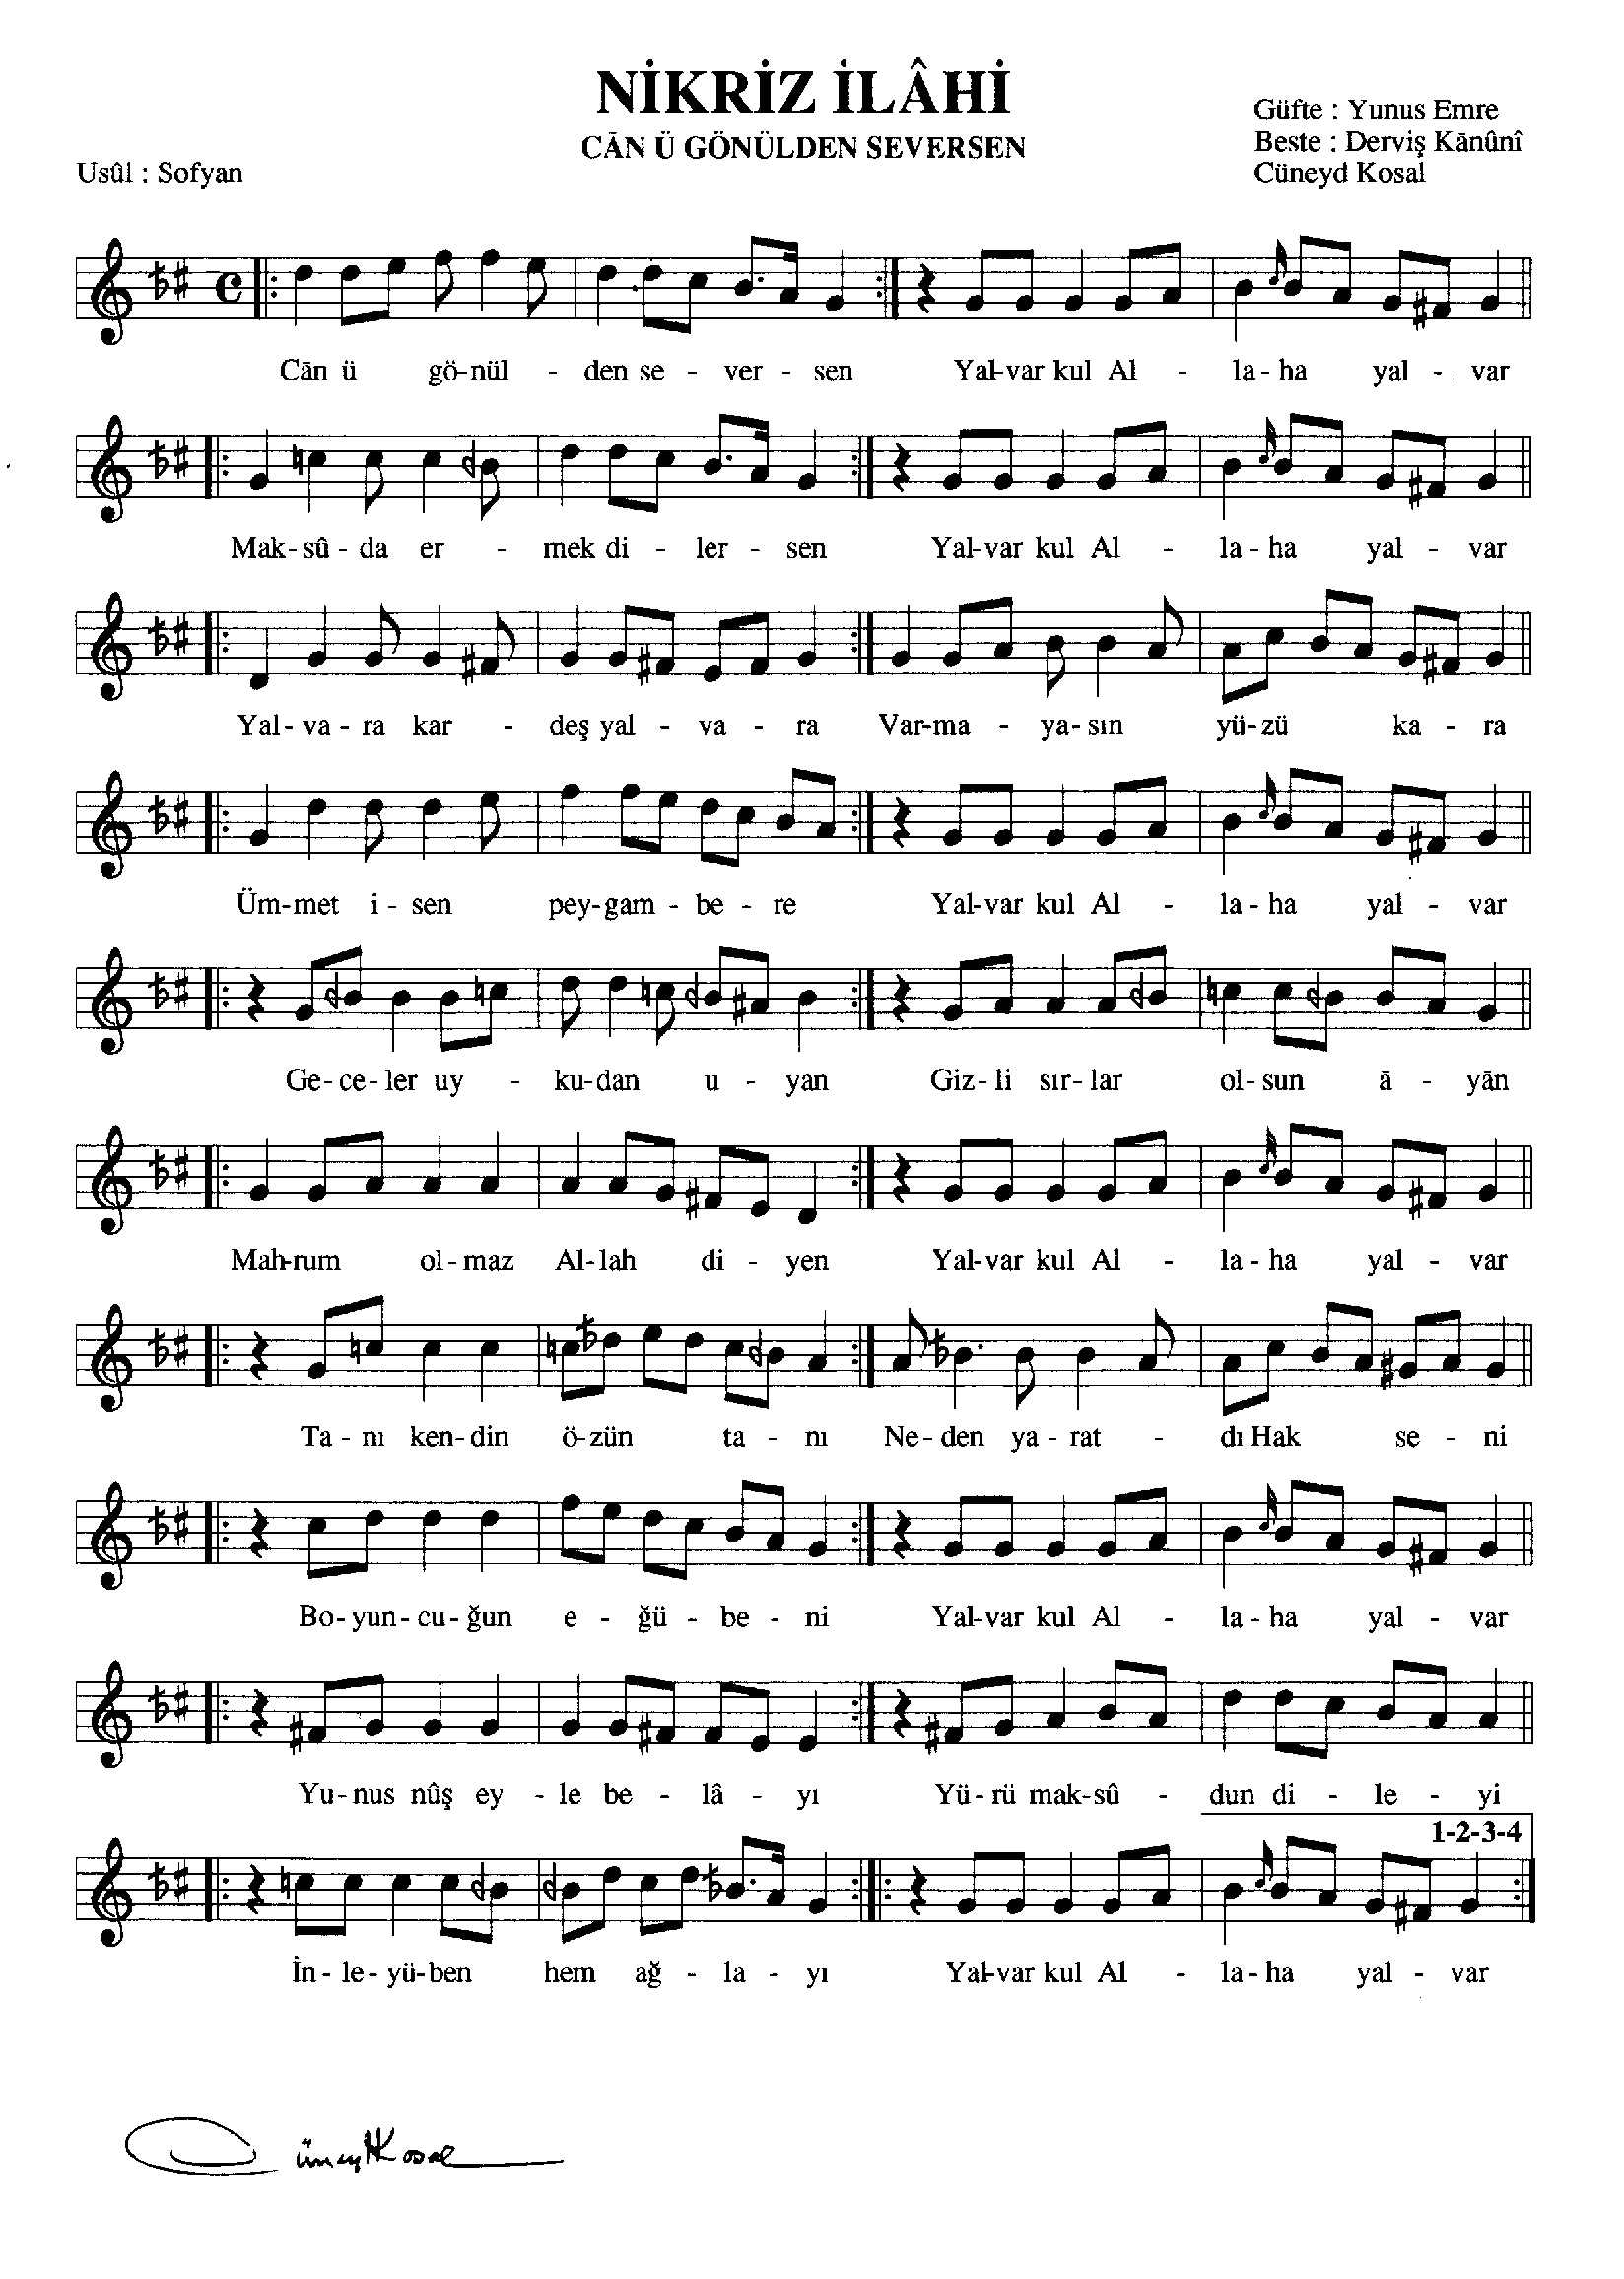 NİKRİZ İLÂHİ
CĀN Ü GÖNÜLDEN SEVERSEN
Usûl : Sofyan
Güfte : Yunus Emre
Beste : Derviş Kānûnî
Cüneyd Kosal
Cān ü gö-nül - den se - ver - sen Yal-var kul Al - la-ha yal - var
Mak-sû-da er - mek di - ler - sen Yal-var kul Al - la-ha yal - var
Yal-va-ra kar - deş yal - va - ra Var-ma - ya-sın yü-zü ka - ra
Üm-met i-sen pey-gam - be - re Yal-var kul Al - la-ha yal - var
Ge-ce-ler uy - ku-dan u - yan Giz-li sır-lar ol-sun ā - yān
Mah-rum ol-maz Al-lah di - yen Yal-var kul Al - la-ha yal - var
Ta-nı ken-din ö-zün ta - nı Ne-den ya-rat - dı Hak se - ni
Bo-yun-cu-ğun e - ğü - be - ni Yal-var kul Al - la-ha yal - var
Yu-nus nûş ey - le be - lâ - yı Yü-rü mak-sû - dun di - le - yi
1-2-3-4
İn-le-yü-ben hem ağ - la - yı Yal-var kul Al - la-ha yal - var
Cüneyd Kosal